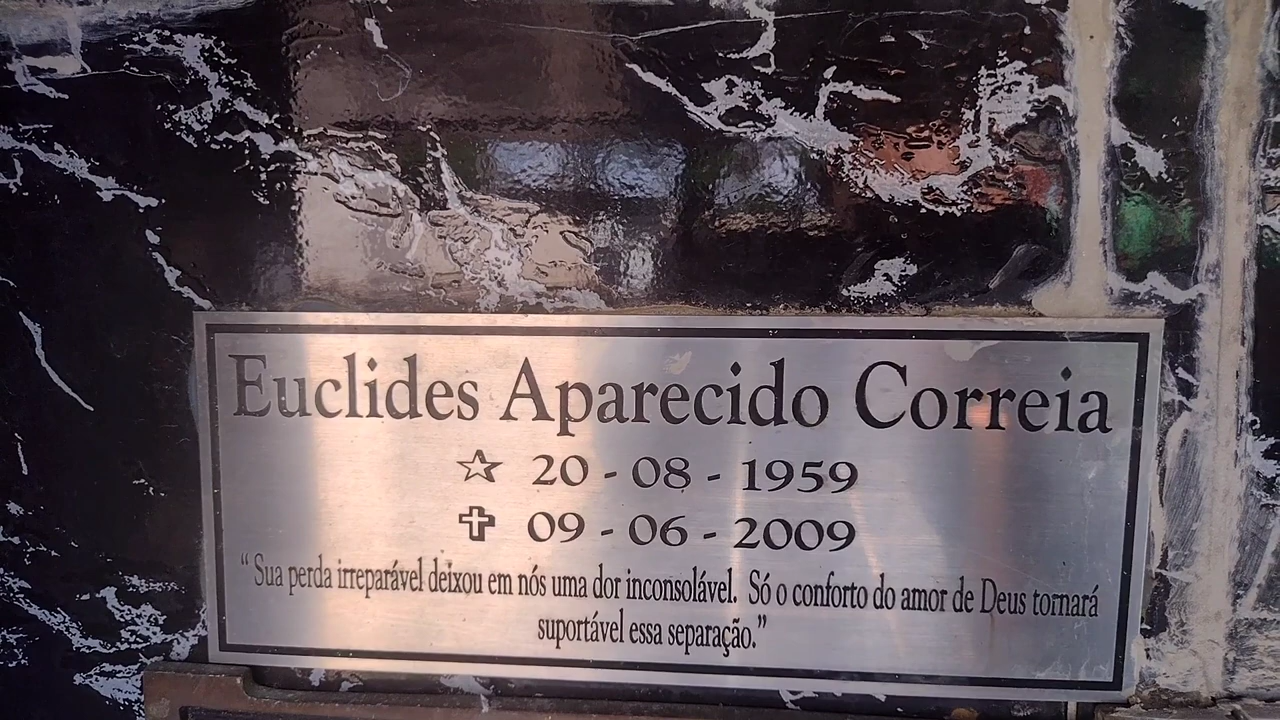 Euclides Aparecido Correia
☆ 20 - 08 - 1959
✞ 09 - 06 - 2009
“ Sua perda irreparável deixou em nós uma dor inconsolável. Só o conforto do amor de Deus tornará
suportável essa separação.”